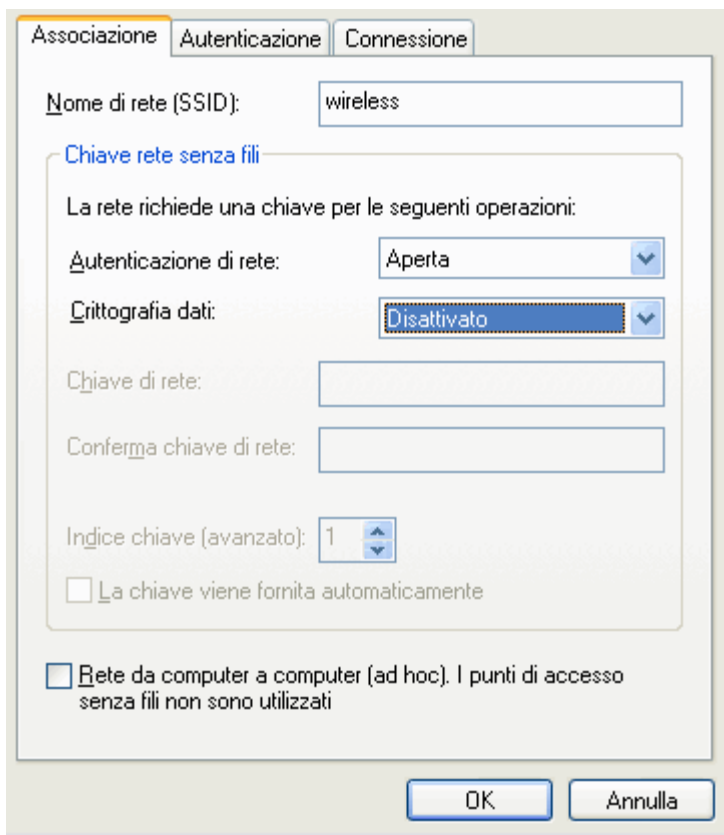 Associazione Autenticazione Connessione
Nome di rete (SSID): wireless
Chiave rete senza fili
La rete richiede una chiave per le seguenti operazioni:
Autenticazione di rete: Aperta
Crittografia dati: Disattivato
Chiave di rete:
Conferma chiave di rete:
Indice chiave (avanzato): 1
La chiave viene fornita automaticamente
Rete da computer a computer (ad hoc). I punti di accesso
senza fili non sono utilizzati
OK Annulla